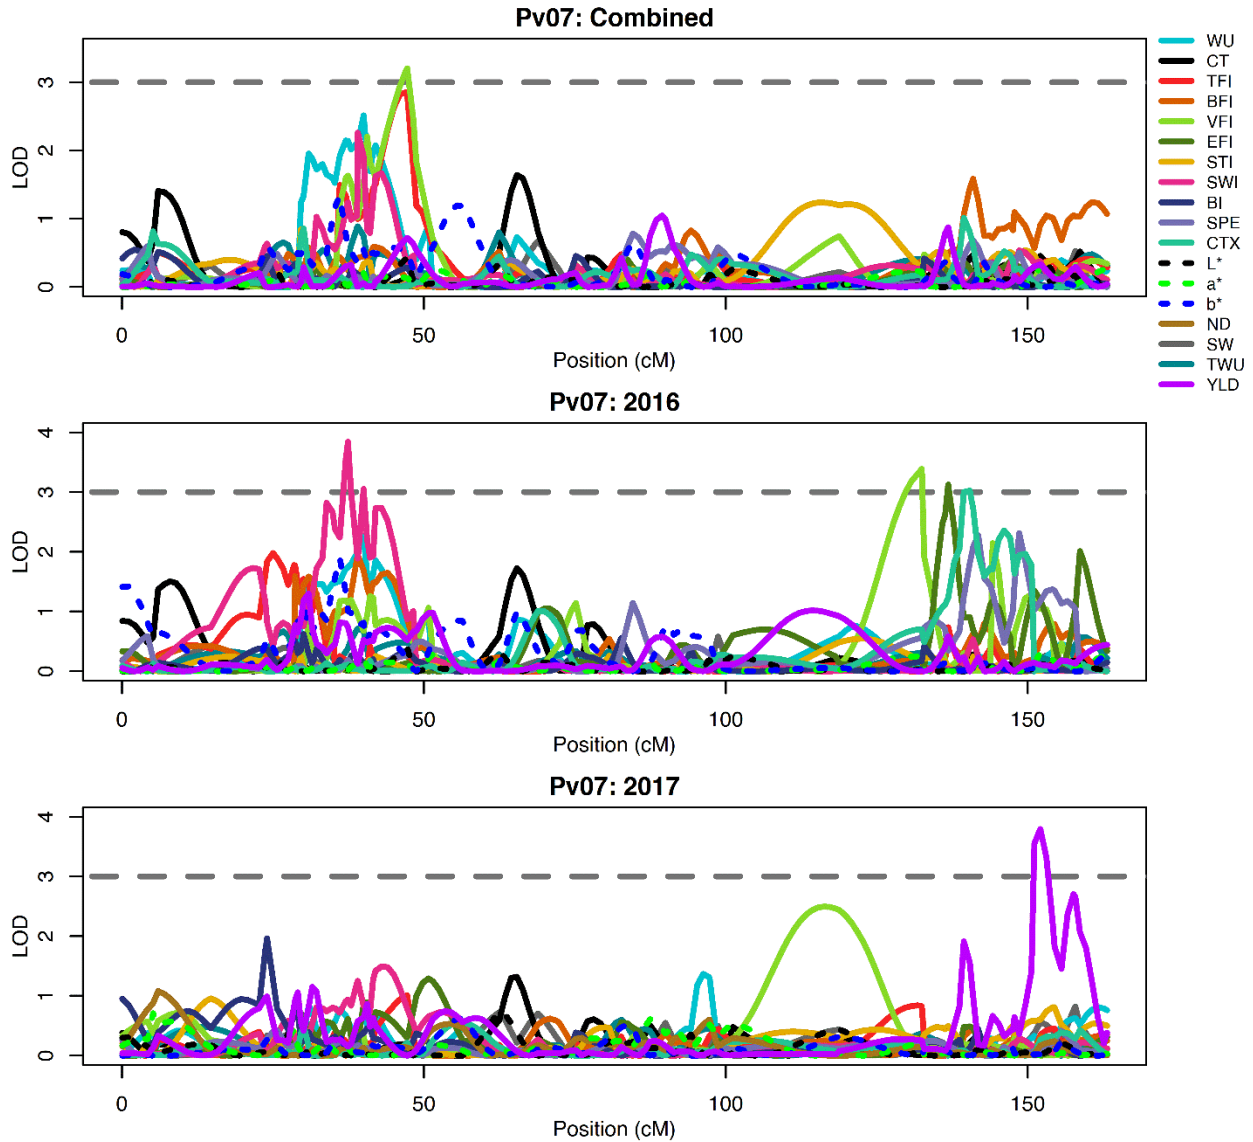 Pv07: Combined
LOD
3
2
1
0
0 50 100 150
Position (cM)
WU
CT
TFI
BFI
VFI
EFI
STI
SWI
BI
SPE
CTX
L*
a*
b*
ND
SW
TWU
YLD
Pv07: 2016
LOD
4
3
2
1
0
0 50 100 150
Position (cM)
Pv07: 2017
LOD
4
3
2
1
0
0 50 100 150
Position (cM)